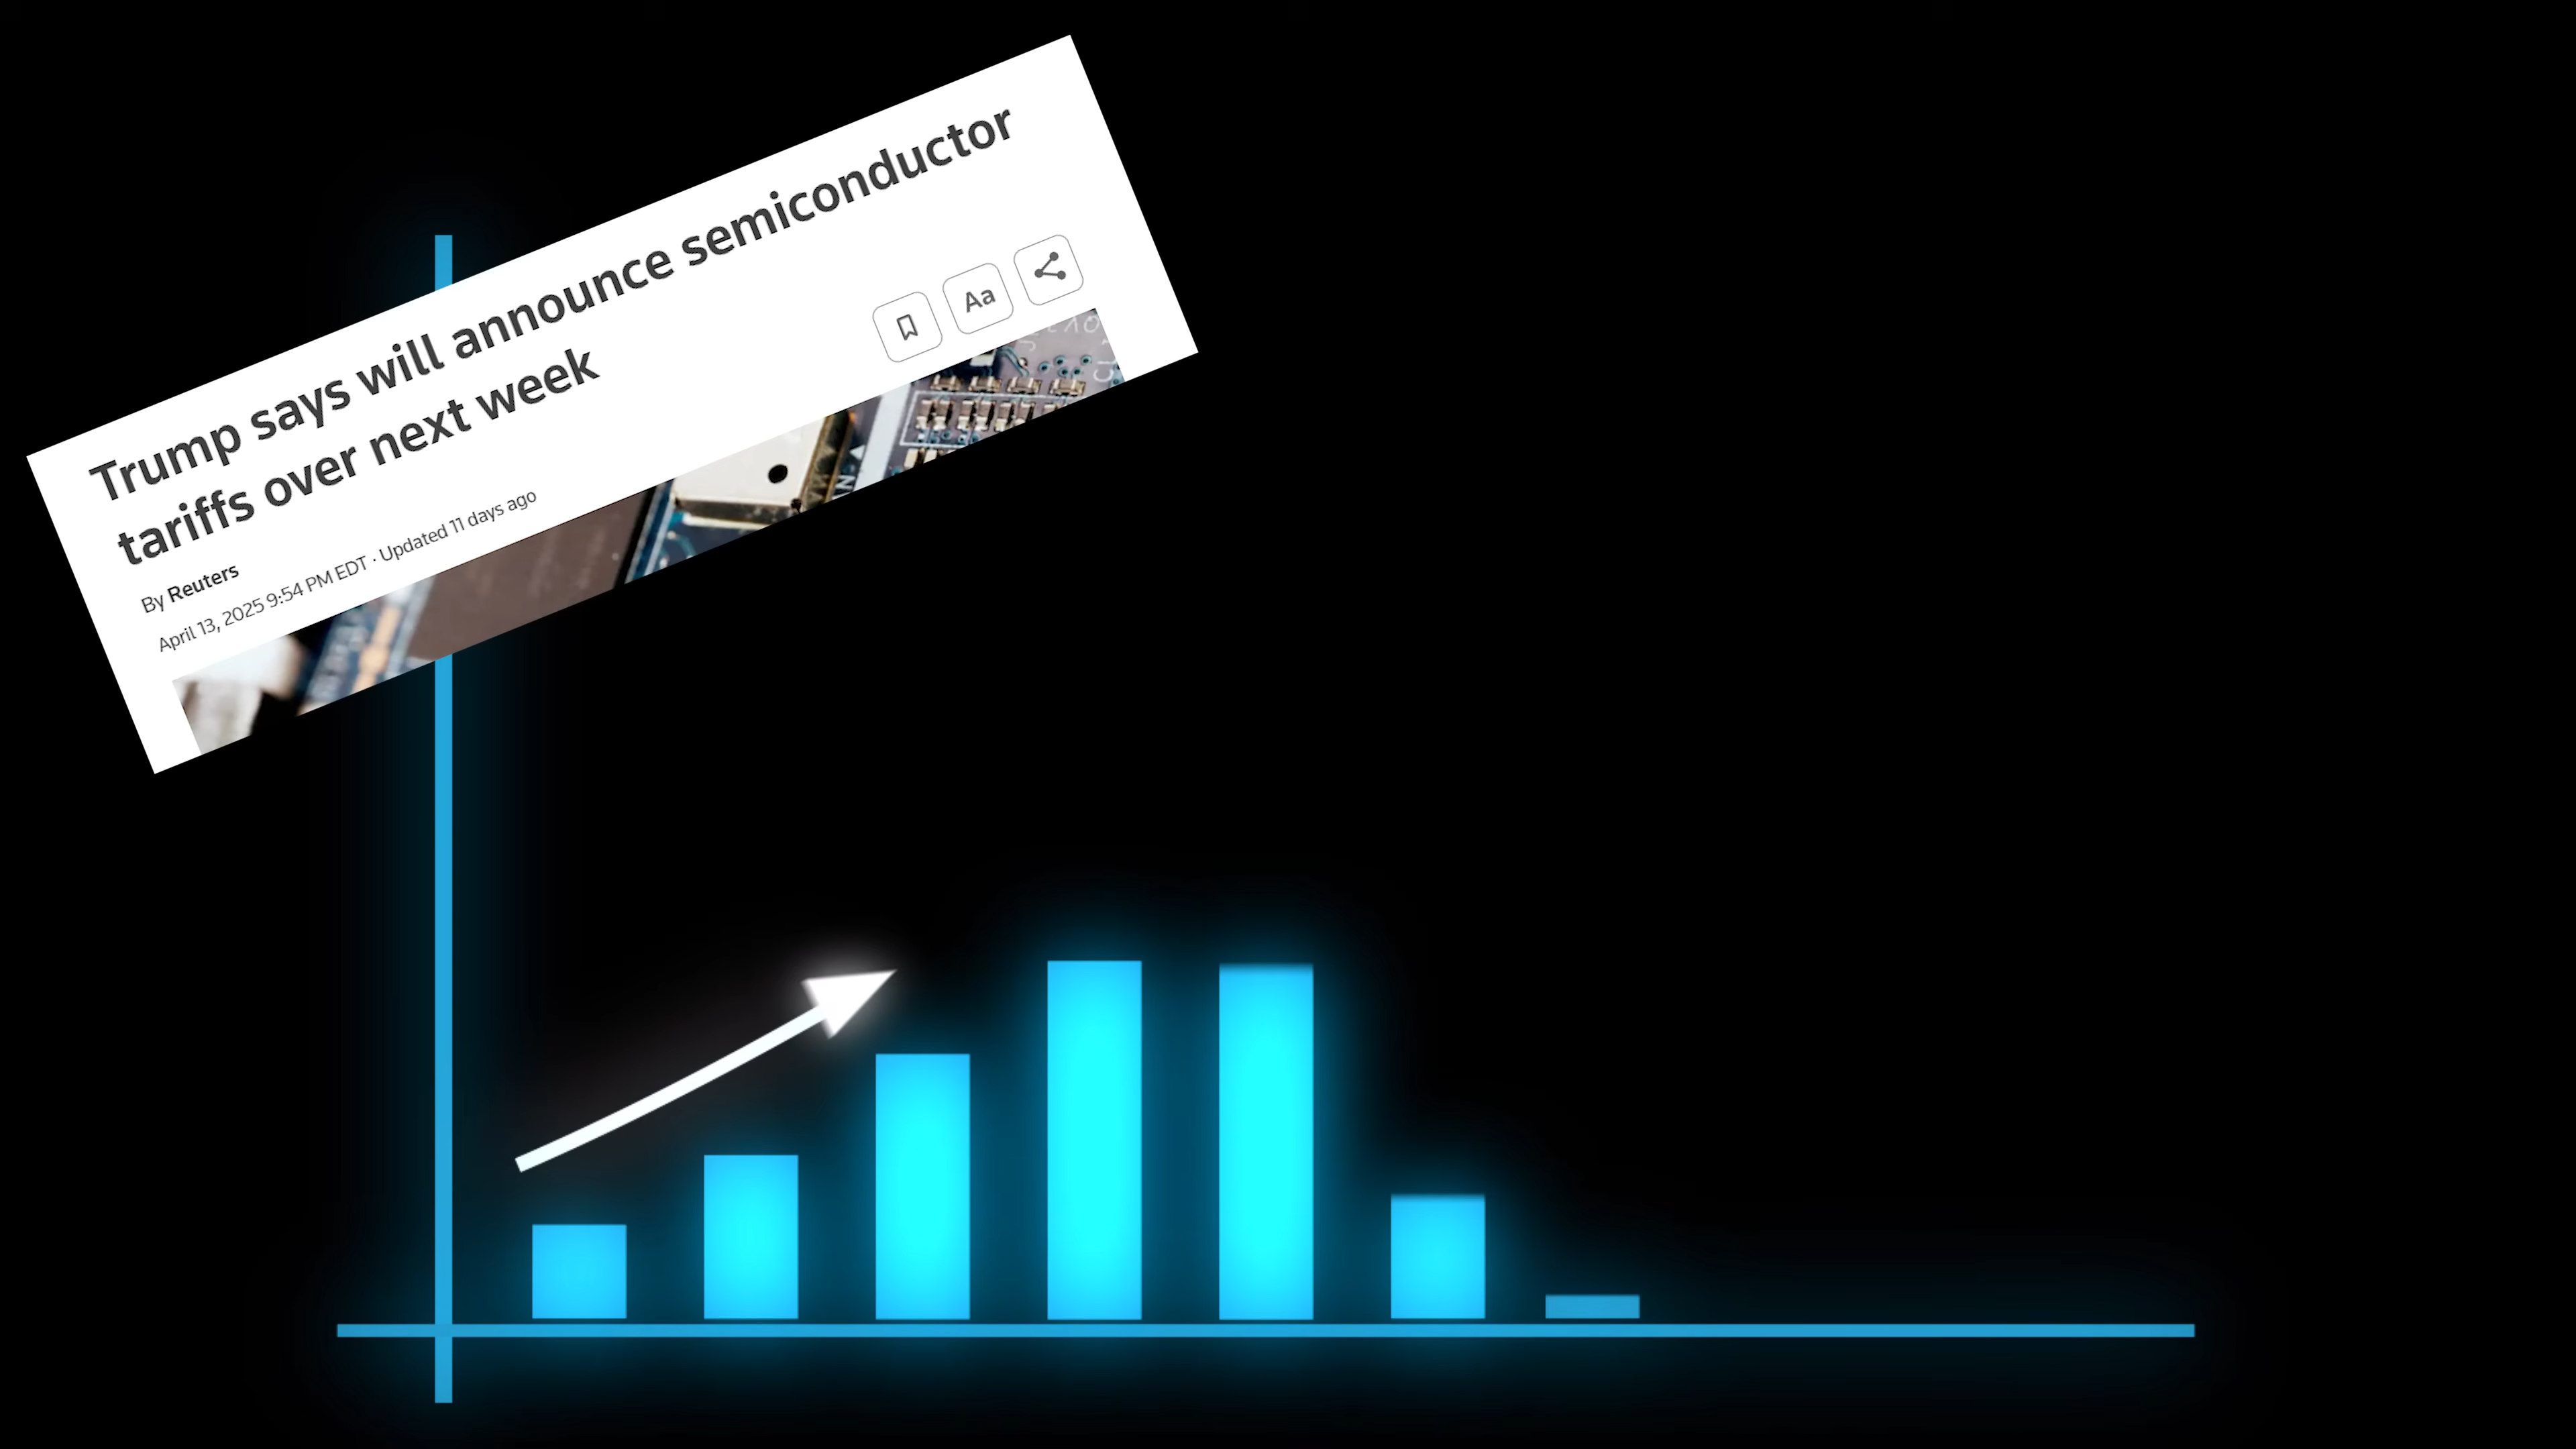 Trump says will announce semiconductor
tariffs over next week
By Reuters
April 13, 2025 9:54 PM EDT · Updated 11 days ago
Aa